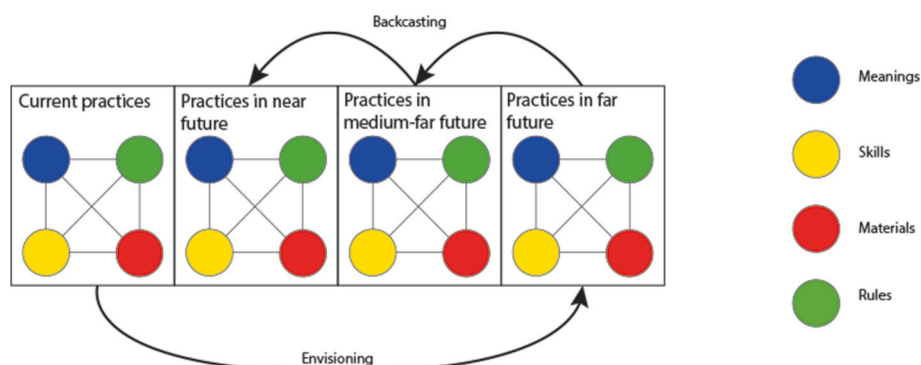 Backcasting
Current practices
Practices in near
future
Practices in
medium-far future
Practices in far
future
Envisioning
Meanings
Skills
Materials
Rules